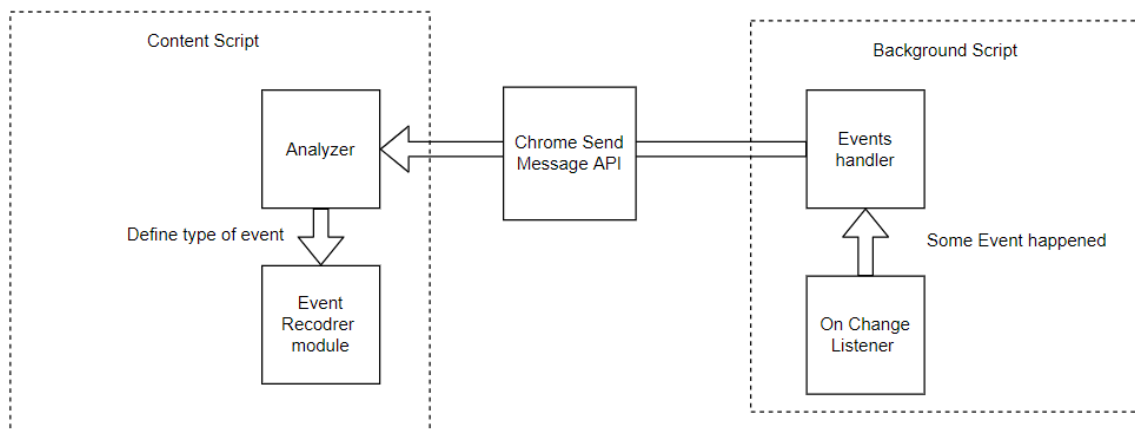 Content Script
Background Script
Analyzer
Chrome Send
Message API
Events
handler
Define type of event
Some Event happened
Event
Recodrer
module
On Change
Listener